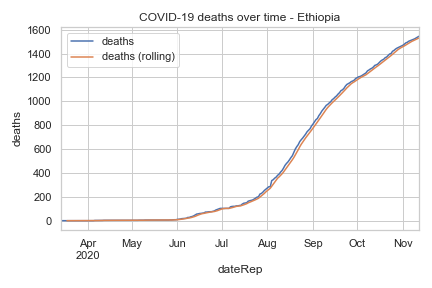 COVID-19 deaths over time - Ethiopia
deaths
deaths (rolling)
1600
1400
1200
1000
800
600
400
200
0
deaths
Apr May Jun Jul Aug Sep Oct Nov
2020
dateRep